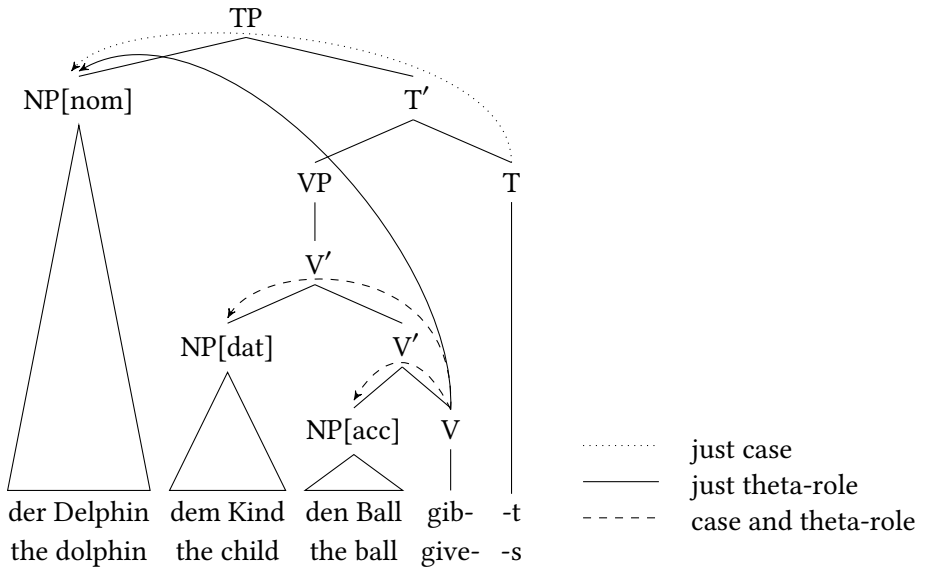 TP
NP[nom] T′
VP T
V′
NP[dat] V′
NP[acc] V
just case
just theta-role
case and theta-role
der Delphin dem Kind den Ball gib- -t
the dolphin the child the ball give- -s